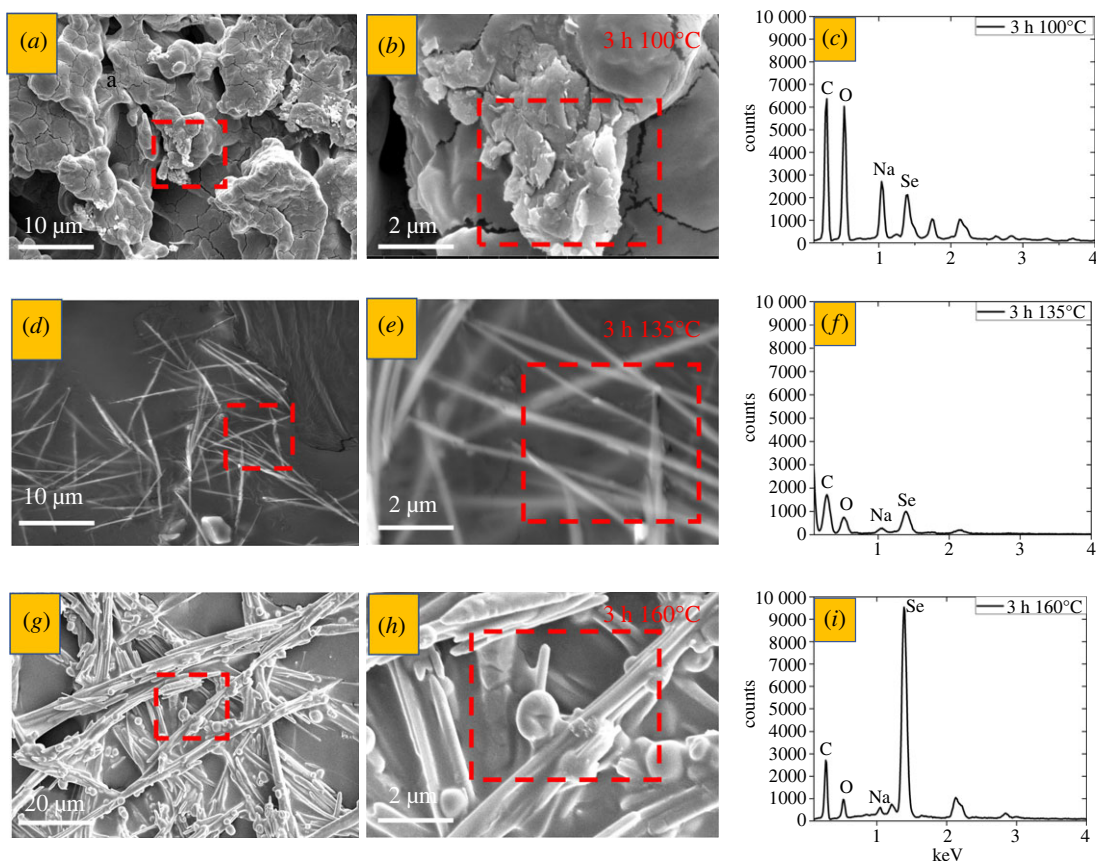 (a)
a
10 µm
(b)
3 h 100°C
2 µm
(c)
3 h 100°C
10 000
9000
8000
7000
6000
5000
4000
3000
2000
1000
0
counts
C
O
Na
Se
1
2
3
4
(d)
10 µm
(e)
3 h 135°C
2 µm
(f)
3 h 135°C
10 000
9000
8000
7000
6000
5000
4000
3000
2000
1000
0
counts
C
O
Na
Se
1
2
3
4
(g)
20 µm
(h)
3 h 160°C
2 µm
(i)
3 h 160°C
10 000
9000
8000
7000
6000
5000
4000
3000
2000
1000
0
counts
C
O
Na
Se
1
2
3
4
keV